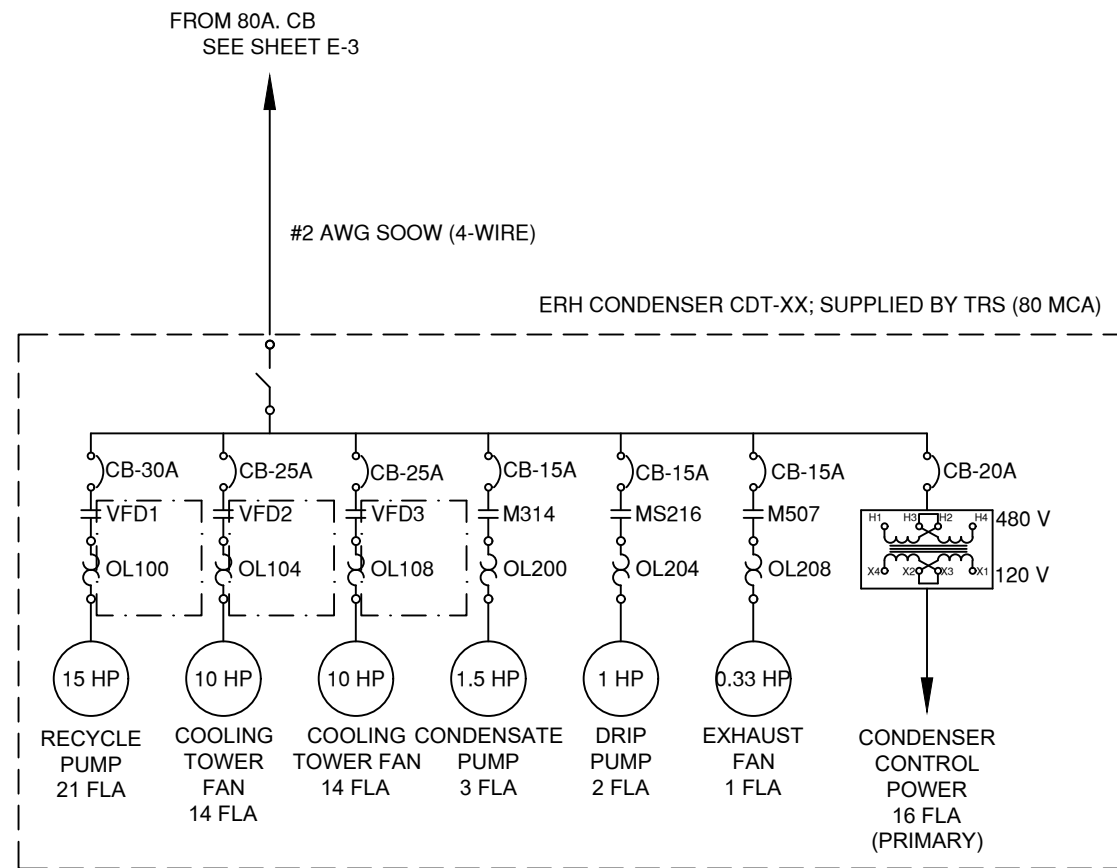 FROM 80A. CB
SEE SHEET E-3
#2 AWG SOOW (4-WIRE)
ERH CONDENSER CDT-XX; SUPPLIED BY TRS (80 MCA)
CB-30A
CB-25A
CB-25A
CB-15A
CB-15A
CB-15A
CB-20A
VFD1
VFD2
VFD3
M314
MS216
M507
H1
H3
H2
H4
480 V
OL100
OL104
OL108
OL200
OL204
OL208
X4
X2
X3
X1
120 V
15 HP
10 HP
10 HP
1.5 HP
1 HP
0.33 HP
RECYCLE
PUMP
21 FLA
COOLING
TOWER
FAN
14 FLA
COOLING
TOWER FAN
14 FLA
CONDENSATE
PUMP
3 FLA
DRIP
PUMP
2 FLA
EXHAUST
FAN
1 FLA
CONDENSER
CONTROL
POWER
16 FLA
(PRIMARY)